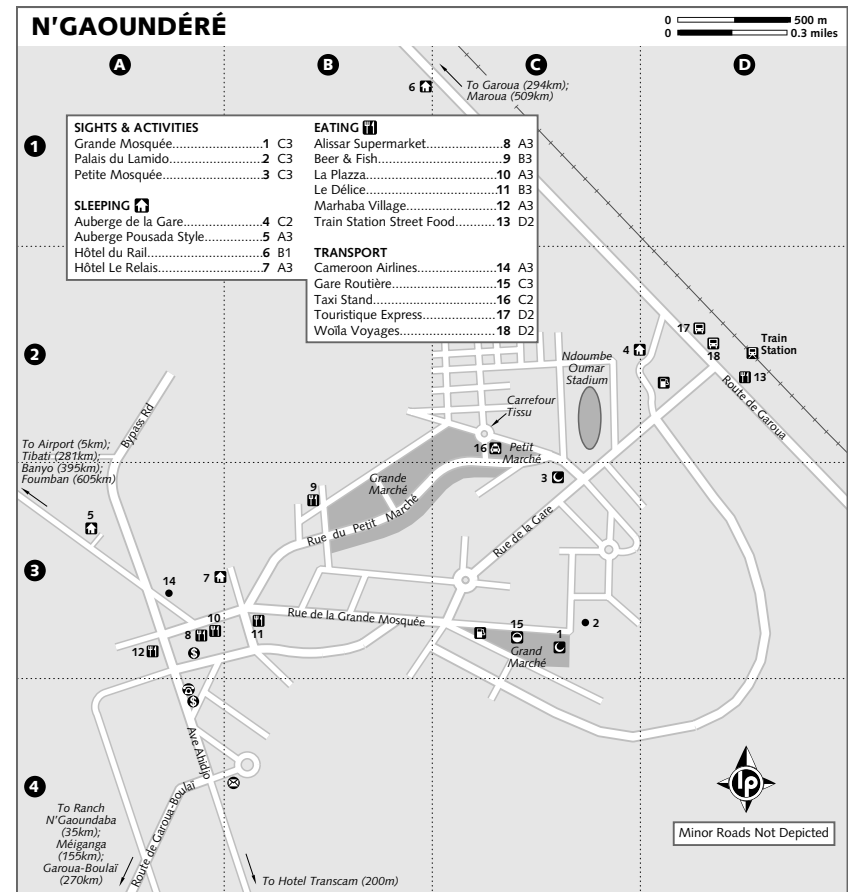 N'GAOUNDÉRÉ
0 500 m
0 0.3 miles
A B C D
6
To Garoua (294km);
Maroua (509km)
1
SIGHTS & ACTIVITIES
Grande Mosquée..............................1 C3
Palais du Lamido..............................2 C3
Petite Mosquée................................3 C3
SLEEPING
Auberge de la Gare.........................4 C2
Auberge Pousada Style...................5 A3
Hôtel du Rail....................................6 B1
Hôtel Le Relais.................................7 A3
EATING
Alissar Supermarket.......................8 A3
Beer & Fish......................................9 B3
La Plazza.......................................10 A3
Le Délice........................................11 B3
Marhaba Village............................12 A3
Train Station Street Food..............13 D2
TRANSPORT
Cameroon Airlines.........................14 A3
Gare Routière................................15 C3
Taxi Stand.....................................16 C2
Touristique Express.......................17 D2
Woïla Voyages..............................18 D2
2
17
18
Train
Station
4
13
Route de Garoua
Ndoumbe
Oumar
Stadium
Carrefour
Tissu
16
Petit
Marché
Bypass Rd
To Airport (5km);
Tibati (281km);
Banyo (395km);
Foumban (605km)
3
Grande
Marché
9
Rue du Petit Marché
Rue de la Gare
5
3
14
7
10
8
11
12
Rue de la Grande Mosquée
15
1
2
Grand
Marché
$
$
Ave Ahidjo
4
Route de Garoua-Boulaï
To Ranch
N'Gaoundaba
(35km);
Méiganga
(155km);
Garoua-Boulaï
(270km)
To Hotel Transcam (200m)
lp
Minor Roads Not Depicted